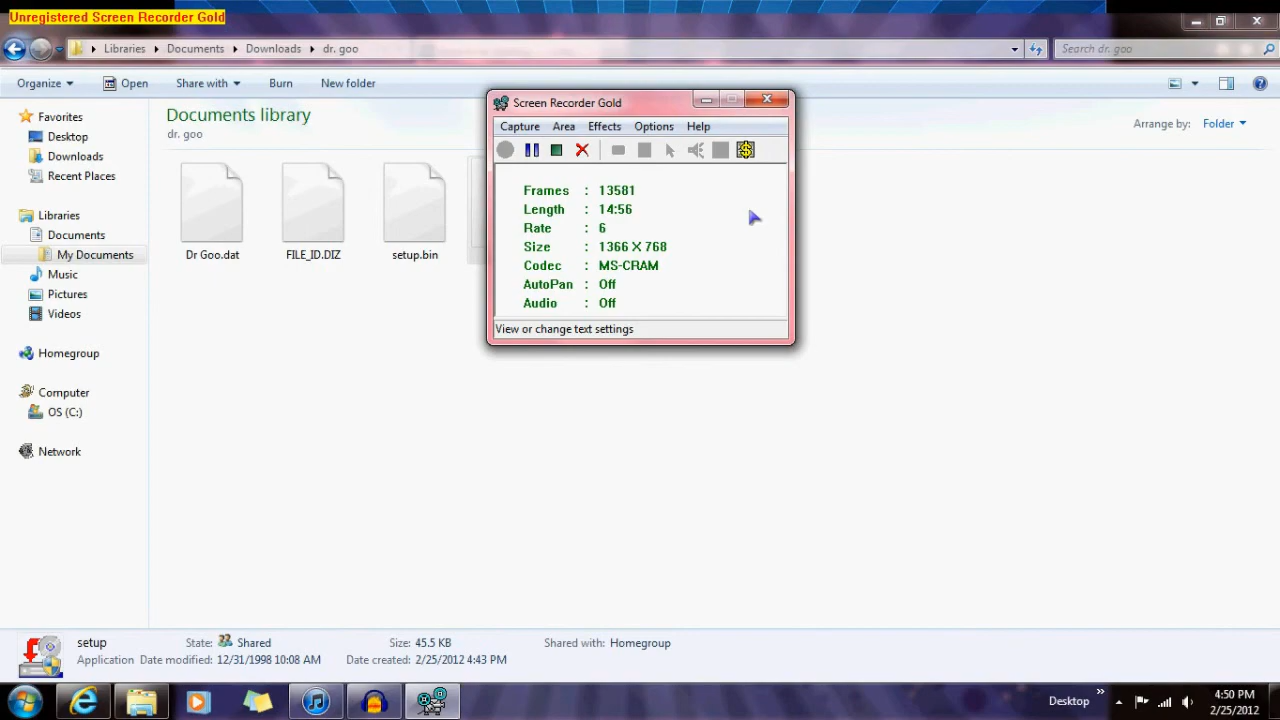 Unregistered Screen Recorder Gold
Libraries Documents Downloads dr. goo
Search dr. goo
Organize Open Share with Burn New folder
Documents library
dr. goo
Arrange by: Folder
Favorites
Desktop
Downloads
Recent Places
Libraries
Documents
My Documents
Music
Pictures
Videos
Homegroup
Computer
OS (C:)
Network
Dr Goo.dat
FILE_ID.DIZ
setup.bin
Screen Recorder Gold
Capture Area Effects Options Help
Frames : 13581
Length : 14:56
Rate : 6
Size : 1366 X 768
Codec : MS-CRAM
AutoPan : Off
Audio : Off
View or change text settings
setup State: Shared Size: 45.5 KB Shared with: Homegroup
Application Date modified: 12/31/1998 10:08 AM Date created: 2/25/2012 4:43 PM
Desktop
4:50 PM
2/25/2012